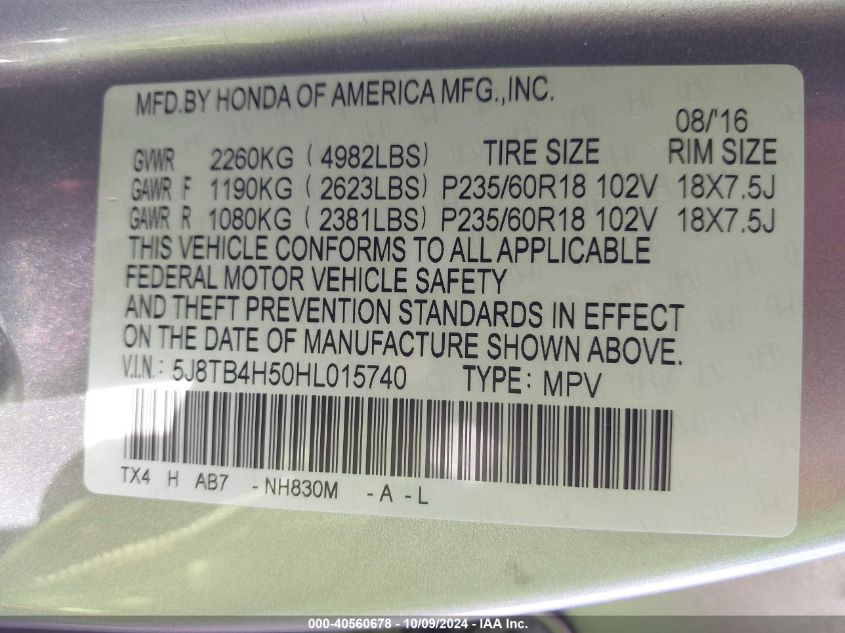 MFD.BY HONDA OF AMERICA MFG.,INC.
08/'16
GVWR 2260KG (4982LBS) TIRE SIZE RIM SIZE
GAWR F 1190KG (2623LBS) P235/60R18 102V 18X7.5J
GAWR R 1080KG (2381LBS) P235/60R18 102V 18X7.5J
THIS VEHICLE CONFORMS TO ALL APPLICABLE
FEDERAL MOTOR VEHICLE SAFETY
AND THEFT PREVENTION STANDARDS IN EFFECT
ON THE DATE OF MANUFACTURE SHOWN ABOVE.
V.I.N.: 5J8TB4H50HL015740 TYPE: MPV
TX4 H AB7 -NH830M -A -L
000-40560678 - 10/09/2024 - IAA Inc.